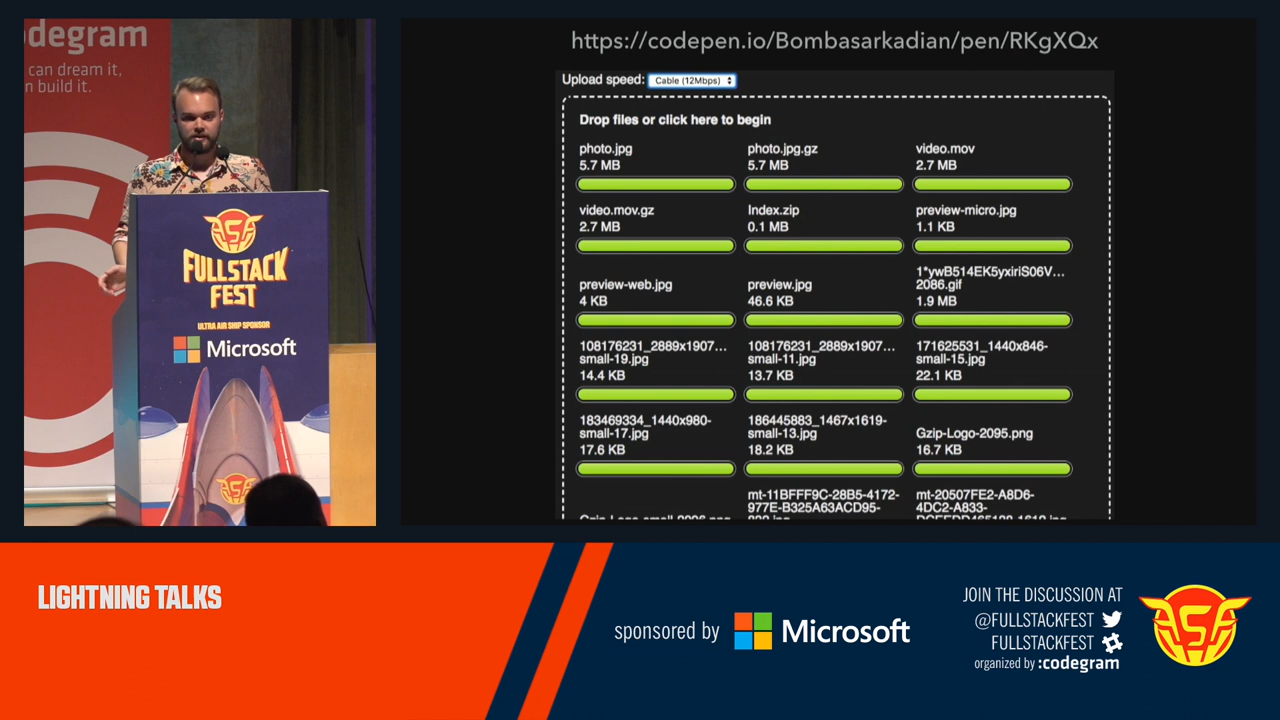 :codegram
can dream it,
n build it.
FULLSTACK
FEST
ULTRA AIR SHIP SPONSOR
Microsoft
https://codepen.io/Bombasarkadian/pen/RKgXQx
Upload speed: Cable (12Mbps)
Drop files or click here to begin
photo.jpg
5.7 MB
photo.jpg.gz
5.7 MB
video.mov
2.7 MB
video.mov.gz
2.7 MB
Index.zip
0.1 MB
preview-micro.jpg
1.1 KB
preview-web.jpg
4 KB
preview.jpg
46.6 KB
1*ywB514EK5yxiriS06V...
2086.gif
1.9 MB
108176231_2889x1907...
small-19.jpg
14.4 KB
108176231_2889x1907...
small-11.jpg
13.7 KB
171625531_1440x846-
small-15.jpg
22.1 KB
183469334_1440x980-
small-17.jpg
17.6 KB
186445883_1467x1619-
small-13.jpg
18.2 KB
Gzip-Logo-2095.png
16.7 KB
mt-11BFFF9C-28B5-4172-
977E-B325A63ACD95-
mt-20507FE2-A8D6-
4DC2-A833-
LIGHTNING TALKS
sponsored by Microsoft
JOIN THE DISCUSSION AT
@FULLSTACKFEST
FULLSTACKFEST
organized by :codegram